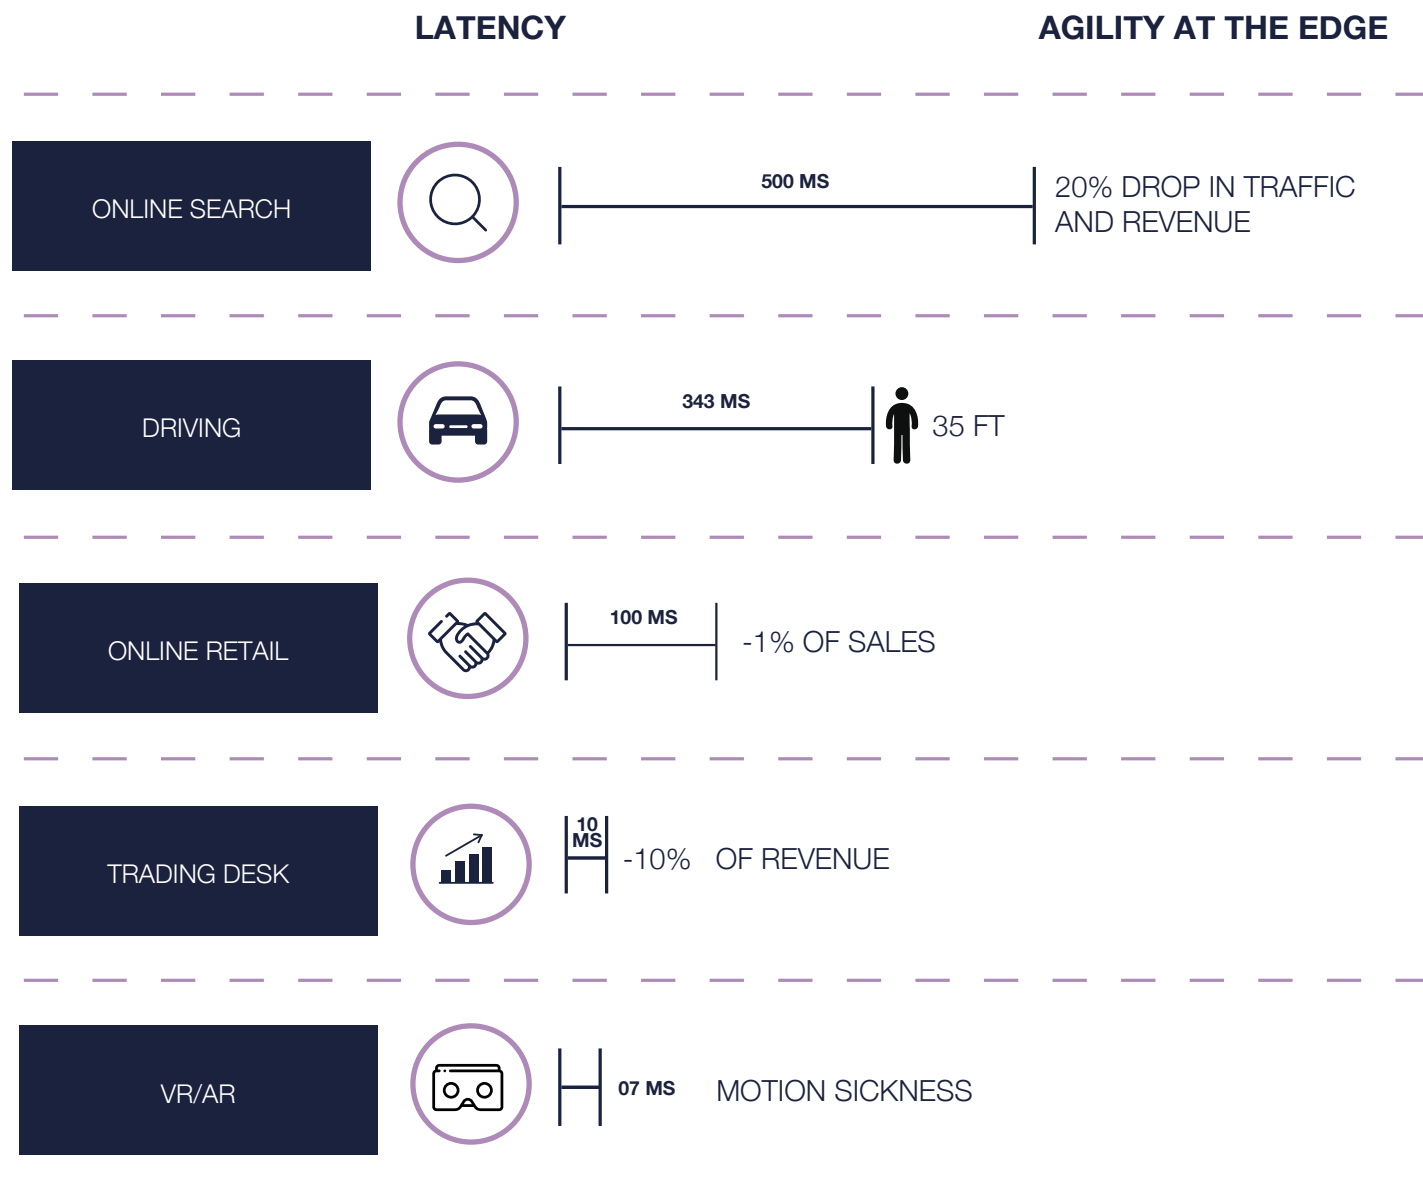 LATENCY
AGILITY AT THE EDGE
ONLINE SEARCH
500 MS
20% DROP IN TRAFFIC
AND REVENUE
DRIVING
343 MS
35 FT
ONLINE RETAIL
100 MS
-1% OF SALES
TRADING DESK
10
MS
-10% OF REVENUE
VR/AR
07 MS
MOTION SICKNESS